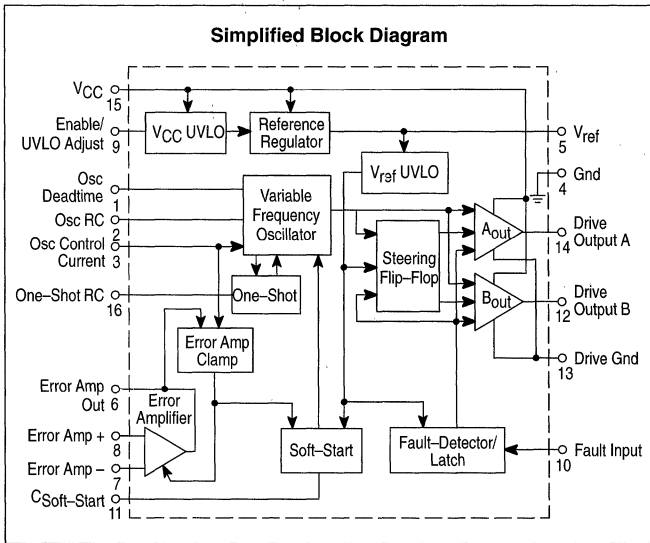 Simplified Block Diagram
VCC
15
Enable/
UVLO Adjust
9
VCC UVLO
Reference
Regulator
Vref
5
Vref UVLO
Gnd
4
Osc
Deadtime
1
Osc RC
2
Osc Control
Current
3
Variable
Frequency
Oscillator
Steering
Flip–Flop
Aout
Drive
Output A
14
One–Shot RC
16
One–Shot
Bout
Drive
Output B
12
Error Amp
Clamp
Drive Gnd
13
Error Amp
Out
6
Error
Amplifier
Error Amp +
8
Error Amp –
7
Soft–Start
Fault–Detector/
Latch
Fault Input
10
CSoft–Start
11